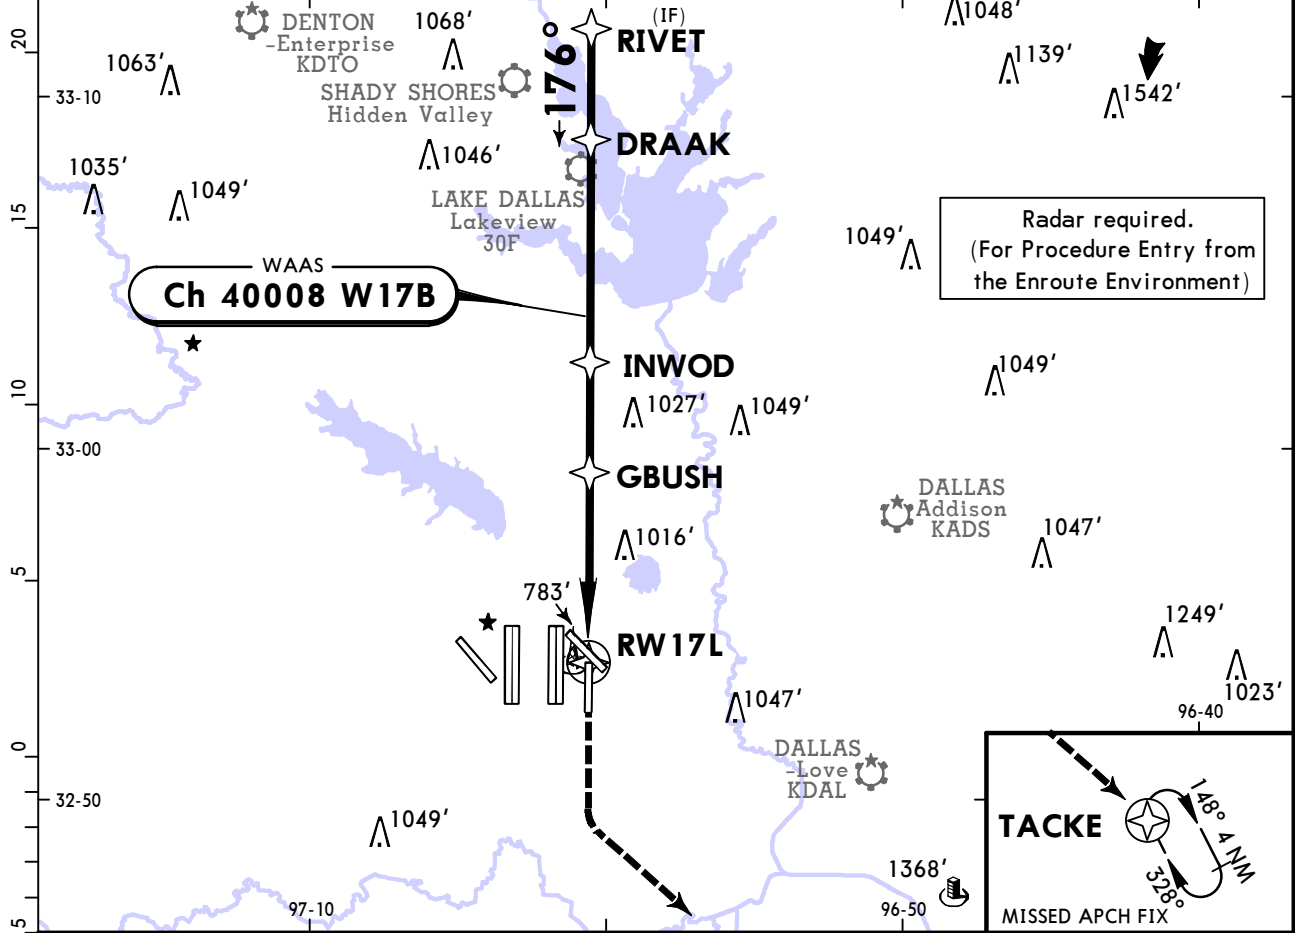 1048'
(IF)
DENTON
-Enterprise
KDTO
1068'
RIVET
20
1139'
1063'
176°
33-10
SHADY SHORES
Hidden Valley
1542'
DRAAK
1046'
1035'
1049'
LAKE DALLAS
Lakeview
30F
15
Radar required.
(For Procedure Entry from
the Enroute Environment)
1049'
WAAS
Ch 40008 W17B
INWOD
1049'
10
1027'
1049'
33-00
GBUSH
DALLAS
Addison
KADS
1016'
1047'
5
783'
RW17L
1249'
1023'
1047'
96-40
0
DALLAS
-Love
KDAL
32-50
1049'
TACKE
148° 4 NM
328°
MISSED APCH FIX
1368'
97-10
96-50
5